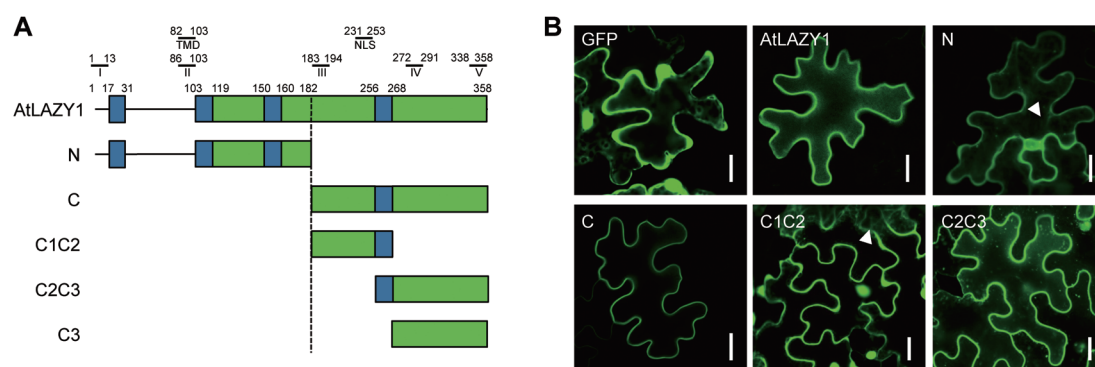 A
82 103
TMD
231 253
NLS
1 13
86 103
183 194
272 291
338 358
I
II
III
IV
V
1 17 31
103 119
150 160 182
256 268
358
AtLAZY1
N
C
C1C2
C2C3
C3
B
GFP
AtLAZY1
N
C
C1C2
C2C3